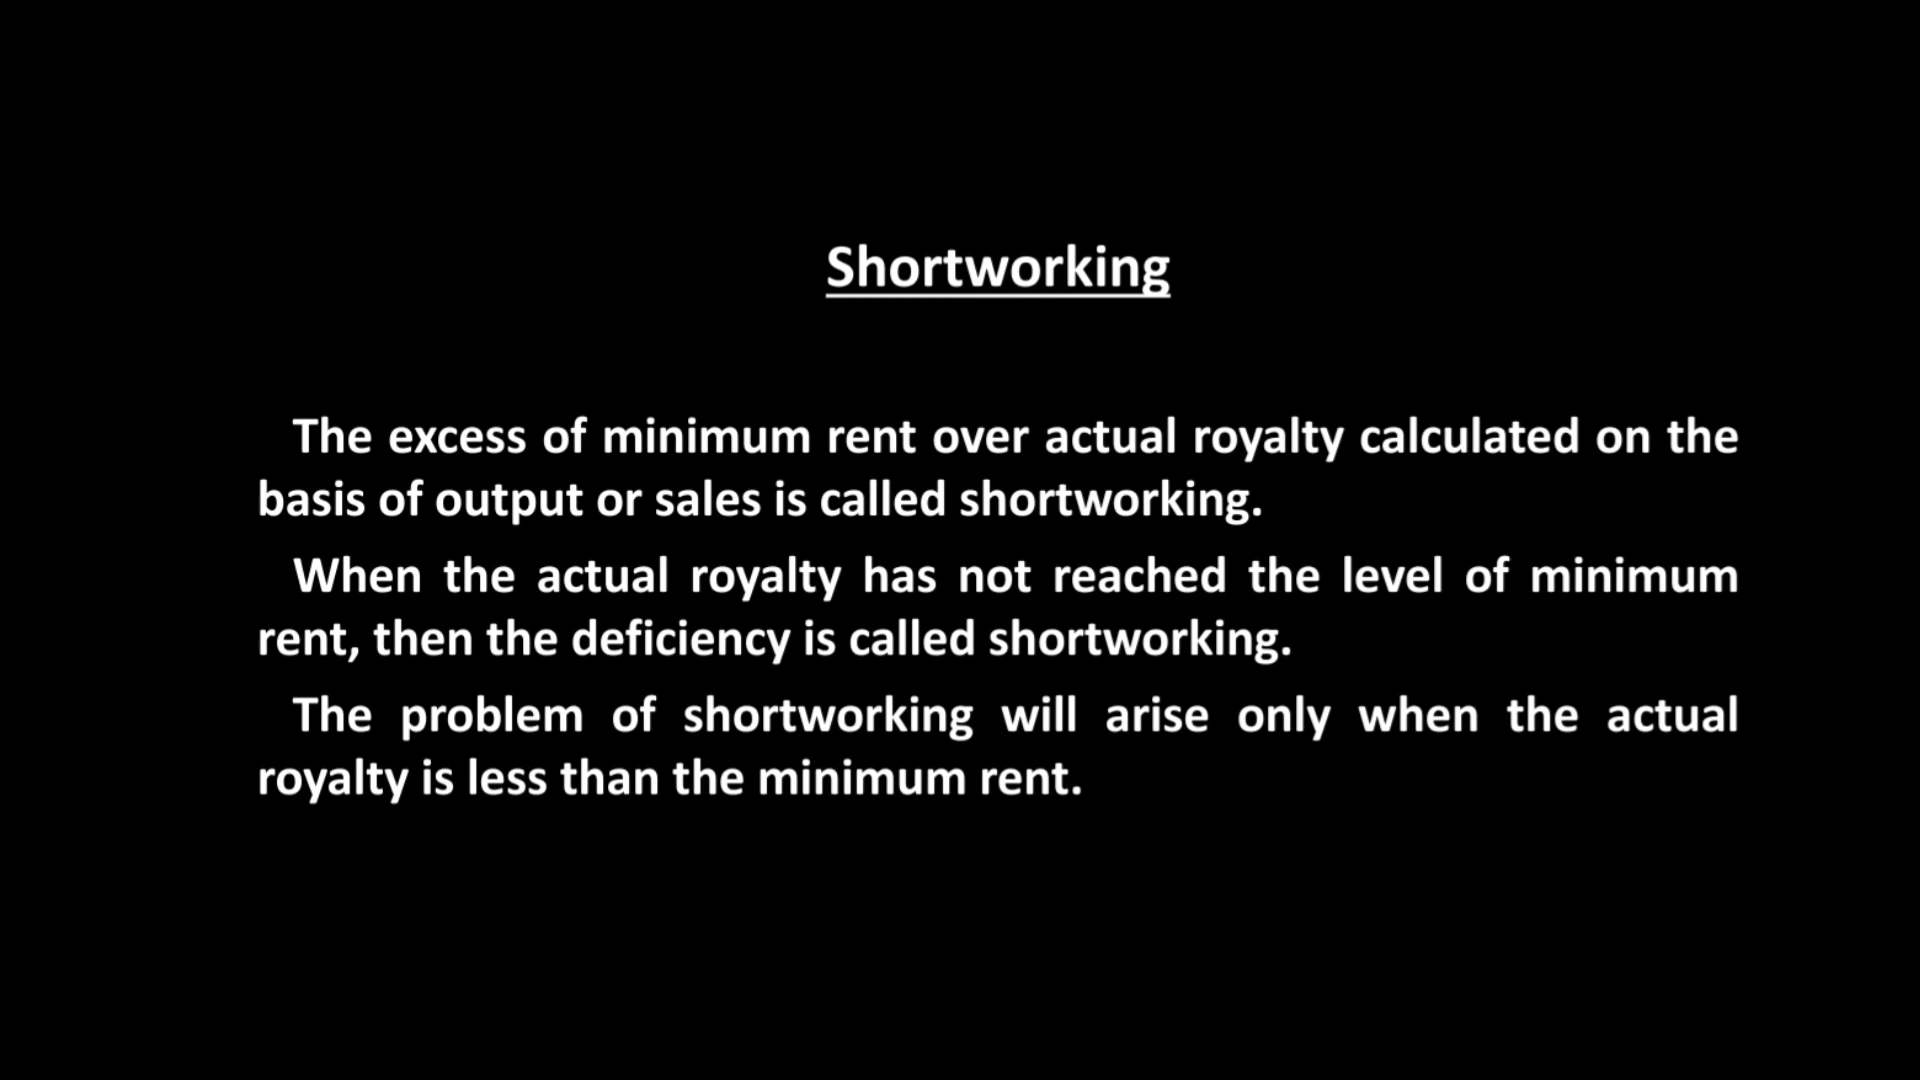 Shortworking
The excess of minimum rent over actual royalty calculated on the
basis of output or sales is called shortworking.
When the actual royalty has not reached the level of minimum
rent, then the deficiency is called shortworking.
The problem of shortworking will arise only when the actual
royalty is less than the minimum rent.